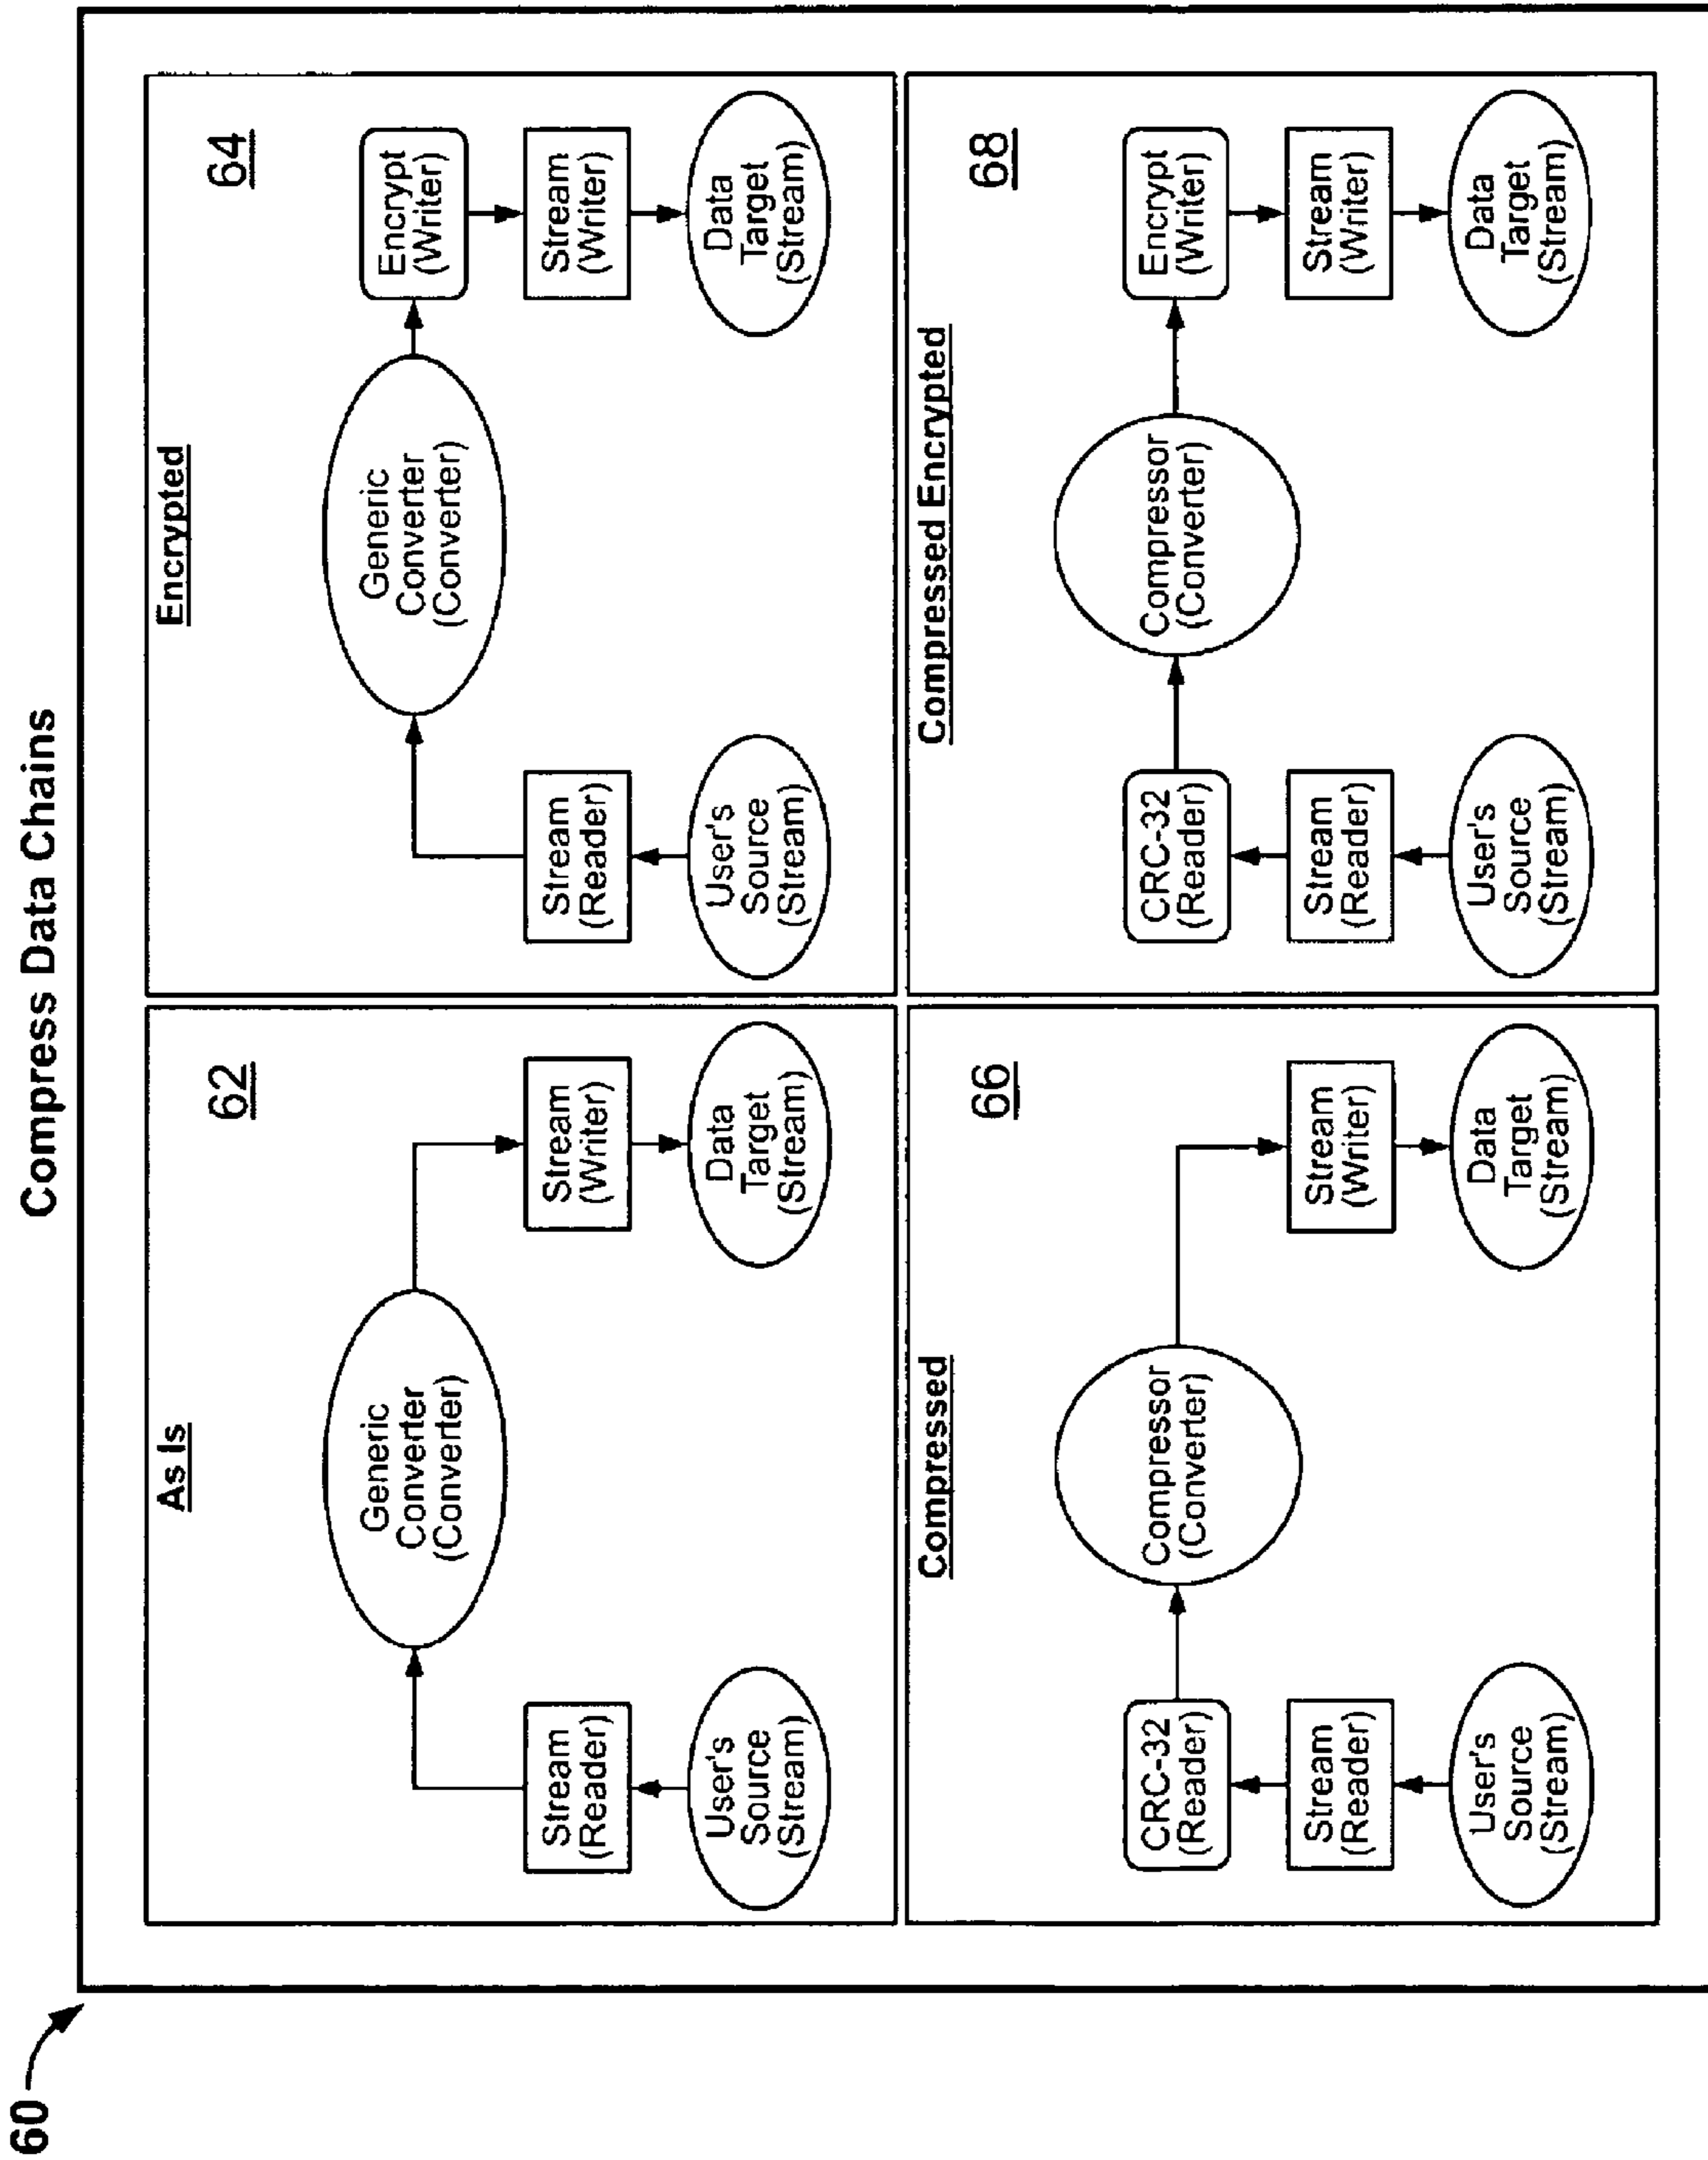 60
Compress Data Chains
As Is
62
Generic
Converter
(Converter)
Stream
(Reader)
User's
Source
(Stream)
Stream
(Writer)
Data
Target
(Stream)
Encrypted
64
Generic
Converter
(Converter)
Stream
(Reader)
User's
Source
(Stream)
Encrypt
(Writer)
Stream
(Writer)
Data
Target
(Stream)
Compressed
66
CRC-32
(Reader)
Stream
(Reader)
User's
Source
(Stream)
Compressor
(Converter)
Stream
(Writer)
Data
Target
(Stream)
Compressed Encrypted
68
CRC-32
(Reader)
Stream
(Reader)
User's
Source
(Stream)
Compressor
(Converter)
Encrypt
(Writer)
Stream
(Writer)
Data
Target
(Stream)